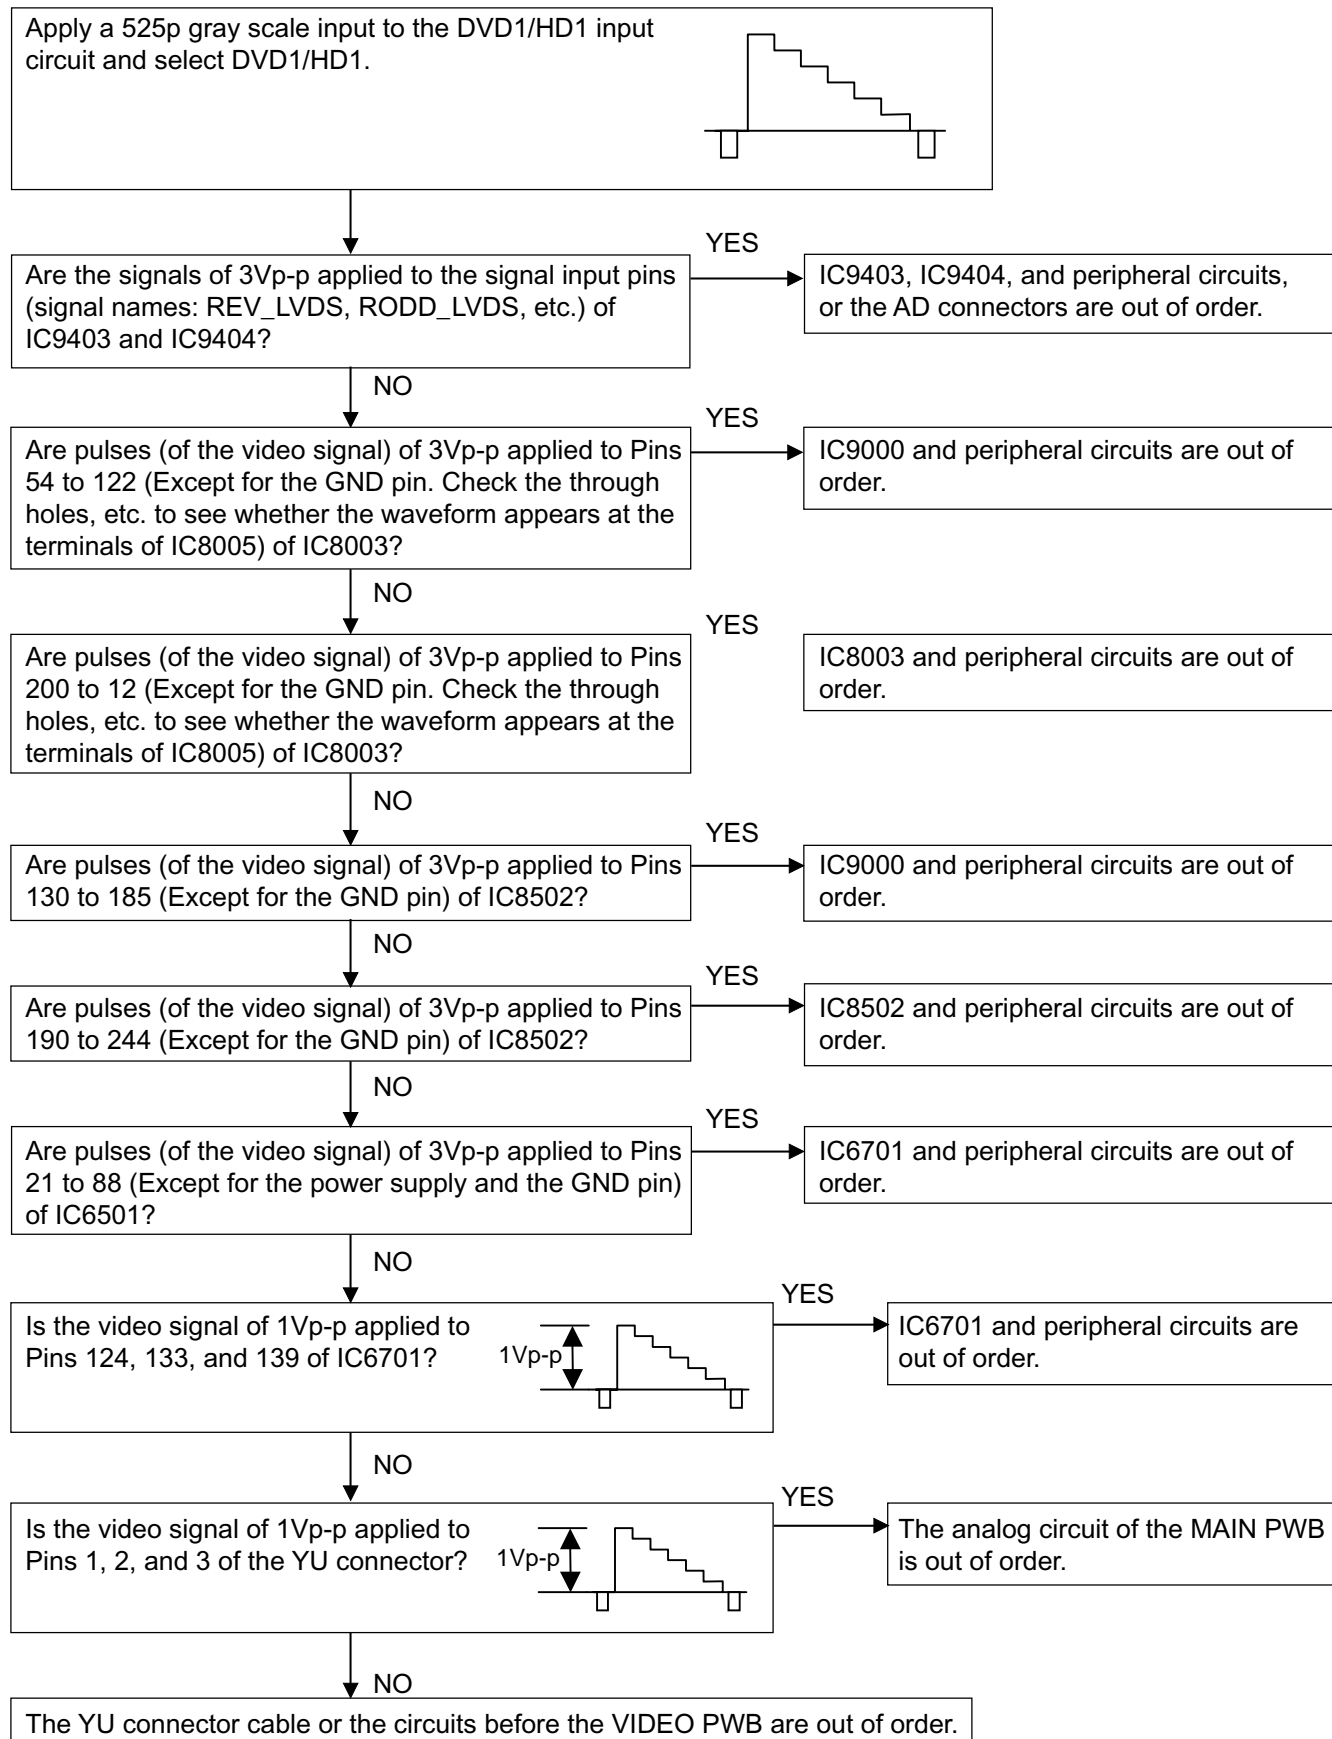 Apply a 525p gray scale input to the DVD1/HD1 input
circuit and select DVD1/HD1.
Are the signals of 3Vp-p applied to the signal input pins
(signal names: REV_LVDS, RODD_LVDS, etc.) of
IC9403 and IC9404?
YES
IC9403, IC9404, and peripheral circuits,
or the AD connectors are out of order.
NO
Are pulses (of the video signal) of 3Vp-p applied to Pins
54 to 122 (Except for the GND pin. Check the through
holes, etc. to see whether the waveform appears at the
terminals of IC8005) of IC8003?
YES
IC9000 and peripheral circuits are out of
order.
NO
Are pulses (of the video signal) of 3Vp-p applied to Pins
200 to 12 (Except for the GND pin. Check the through
holes, etc. to see whether the waveform appears at the
terminals of IC8005) of IC8003?
YES
IC8003 and peripheral circuits are out of
order.
NO
Are pulses (of the video signal) of 3Vp-p applied to Pins
130 to 185 (Except for the GND pin) of IC8502?
YES
IC9000 and peripheral circuits are out of
order.
NO
Are pulses (of the video signal) of 3Vp-p applied to Pins
190 to 244 (Except for the GND pin) of IC8502?
YES
IC8502 and peripheral circuits are out of
order.
NO
Are pulses (of the video signal) of 3Vp-p applied to Pins
21 to 88 (Except for the power supply and the GND pin)
of IC6501?
YES
IC6701 and peripheral circuits are out of
order.
NO
Is the video signal of 1Vp-p applied to
Pins 124, 133, and 139 of IC6701?
1Vp-p
YES
IC6701 and peripheral circuits are
out of order.
NO
Is the video signal of 1Vp-p applied to
Pins 1, 2, and 3 of the YU connector?
1Vp-p
YES
The analog circuit of the MAIN PWB
is out of order.
NO
The YU connector cable or the circuits before the VIDEO PWB are out of order.